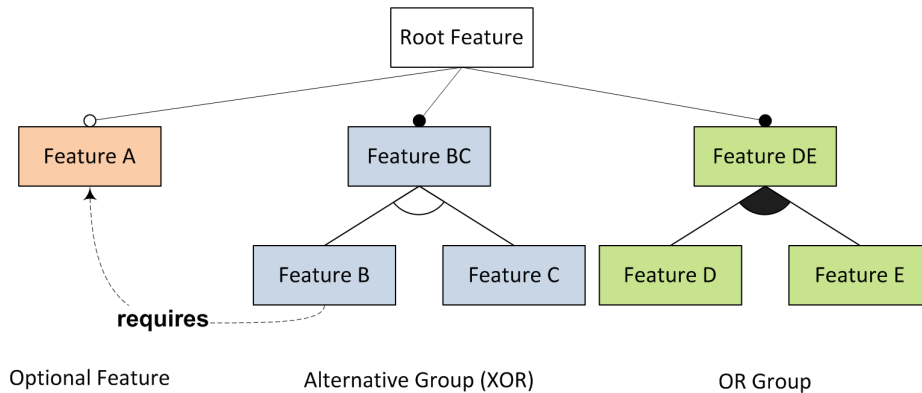 Root Feature
Feature A
Feature BC
Feature DE
Feature B
Feature C
Feature D
Feature E
requires
Optional Feature
Alternative Group (XOR)
OR Group